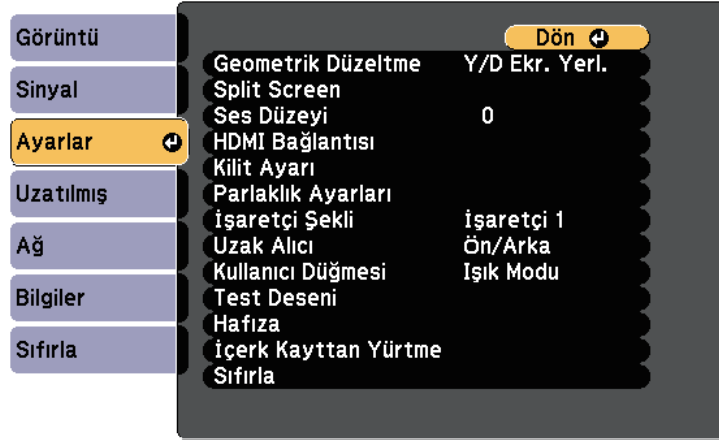 Görüntü
Sinyal
Ayarlar
Uzatılmış
Ağ
Bilgiler
Sıfırla
Dön
Geometrik Düzeltme Y/D Ekr. Yerl.
Split Screen
Ses Düzeyi 0
HDMI Bağlantısı
Kilit Ayarı
Parlaklık Ayarları
İşaretçi Şekli İşaretçi 1
Uzak Alıcı Ön/Arka
Kullanıcı Düğmesi Işık Modu
Test Deseni
Hafıza
İçerk Kayttan Yürtme
Sıfırla